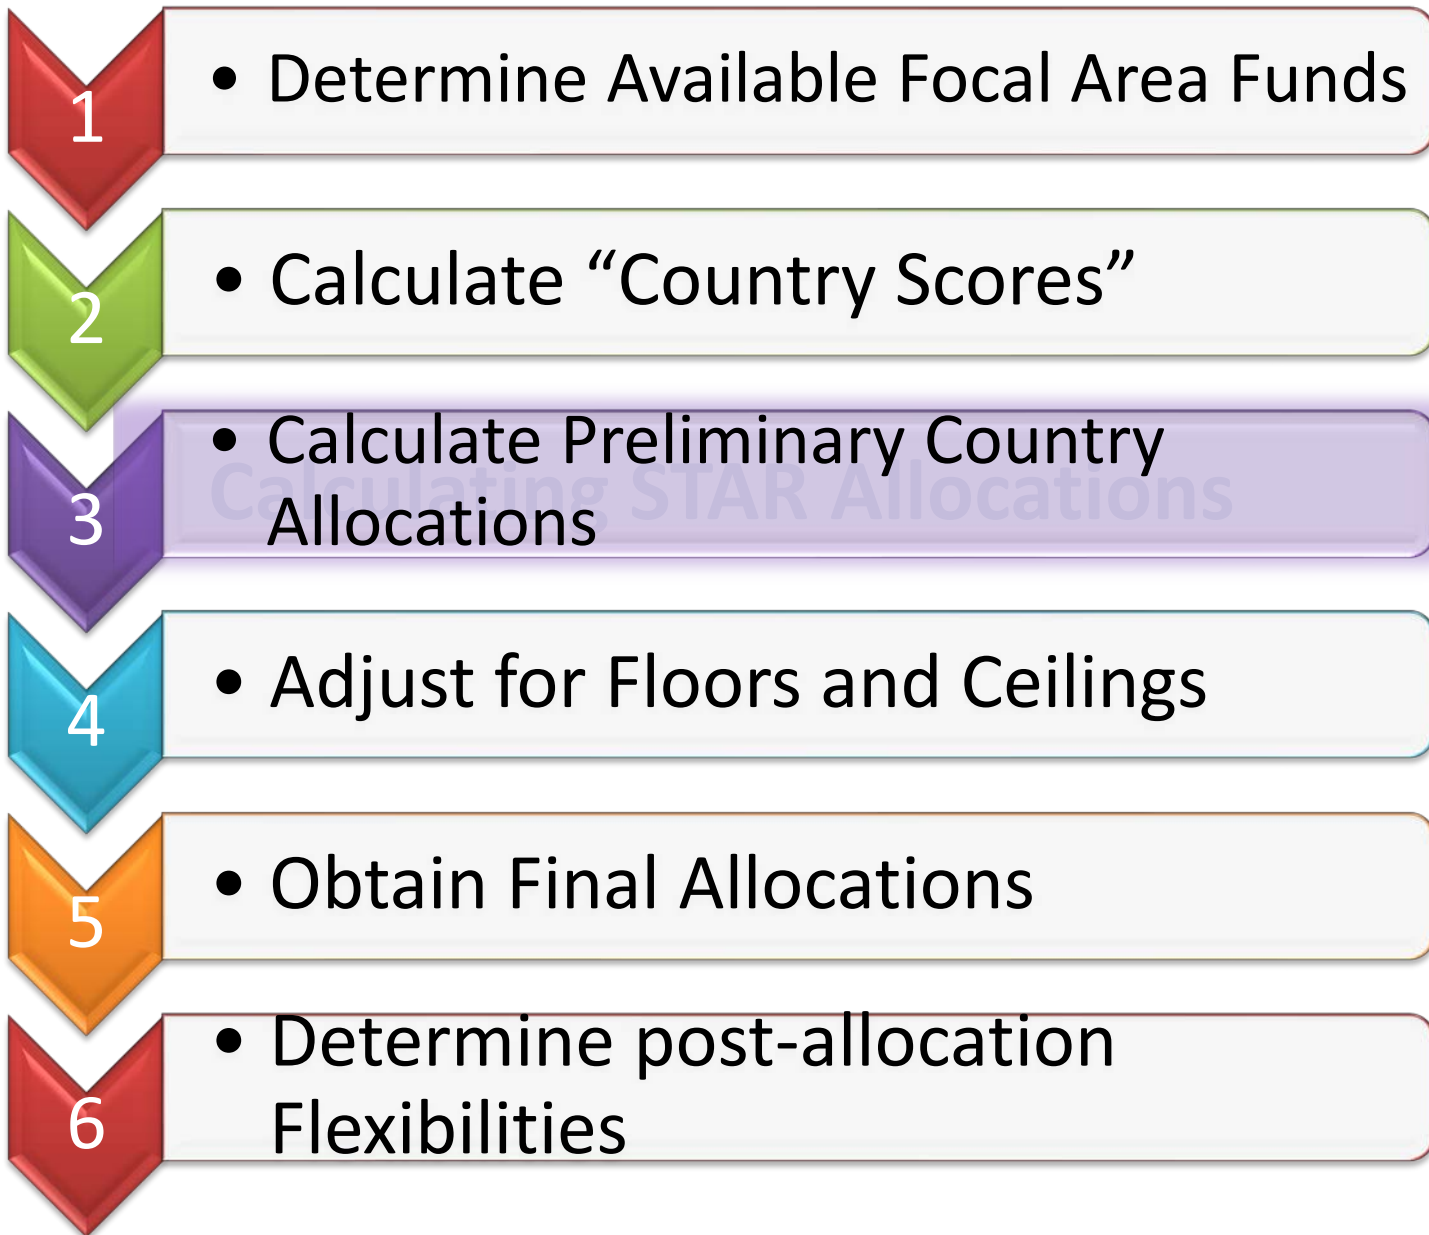 1
• Determine Available Focal Area Funds
2
• Calculate “Country Scores”
3
• Calculate Preliminary Country
Calculating STAR Allocations
Allocations
4
• Adjust for Floors and Ceilings
5
• Obtain Final Allocations
6
• Determine post-allocation
Flexibilities